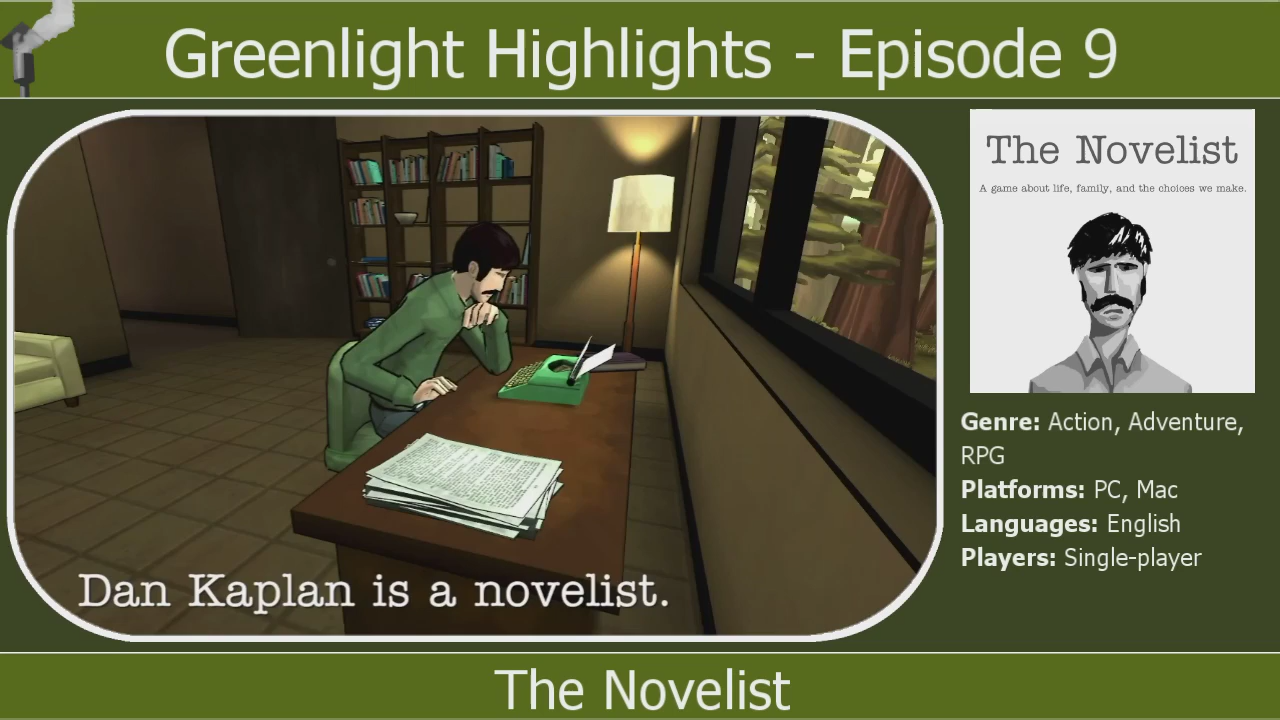 Greenlight Highlights - Episode 9
The Novelist
A game about life, family, and the choices we make.
Genre: Action, Adventure,
RPG
Platforms: PC, Mac
Languages: English
Players: Single-player
Dan Kaplan is a novelist.
The Novelist